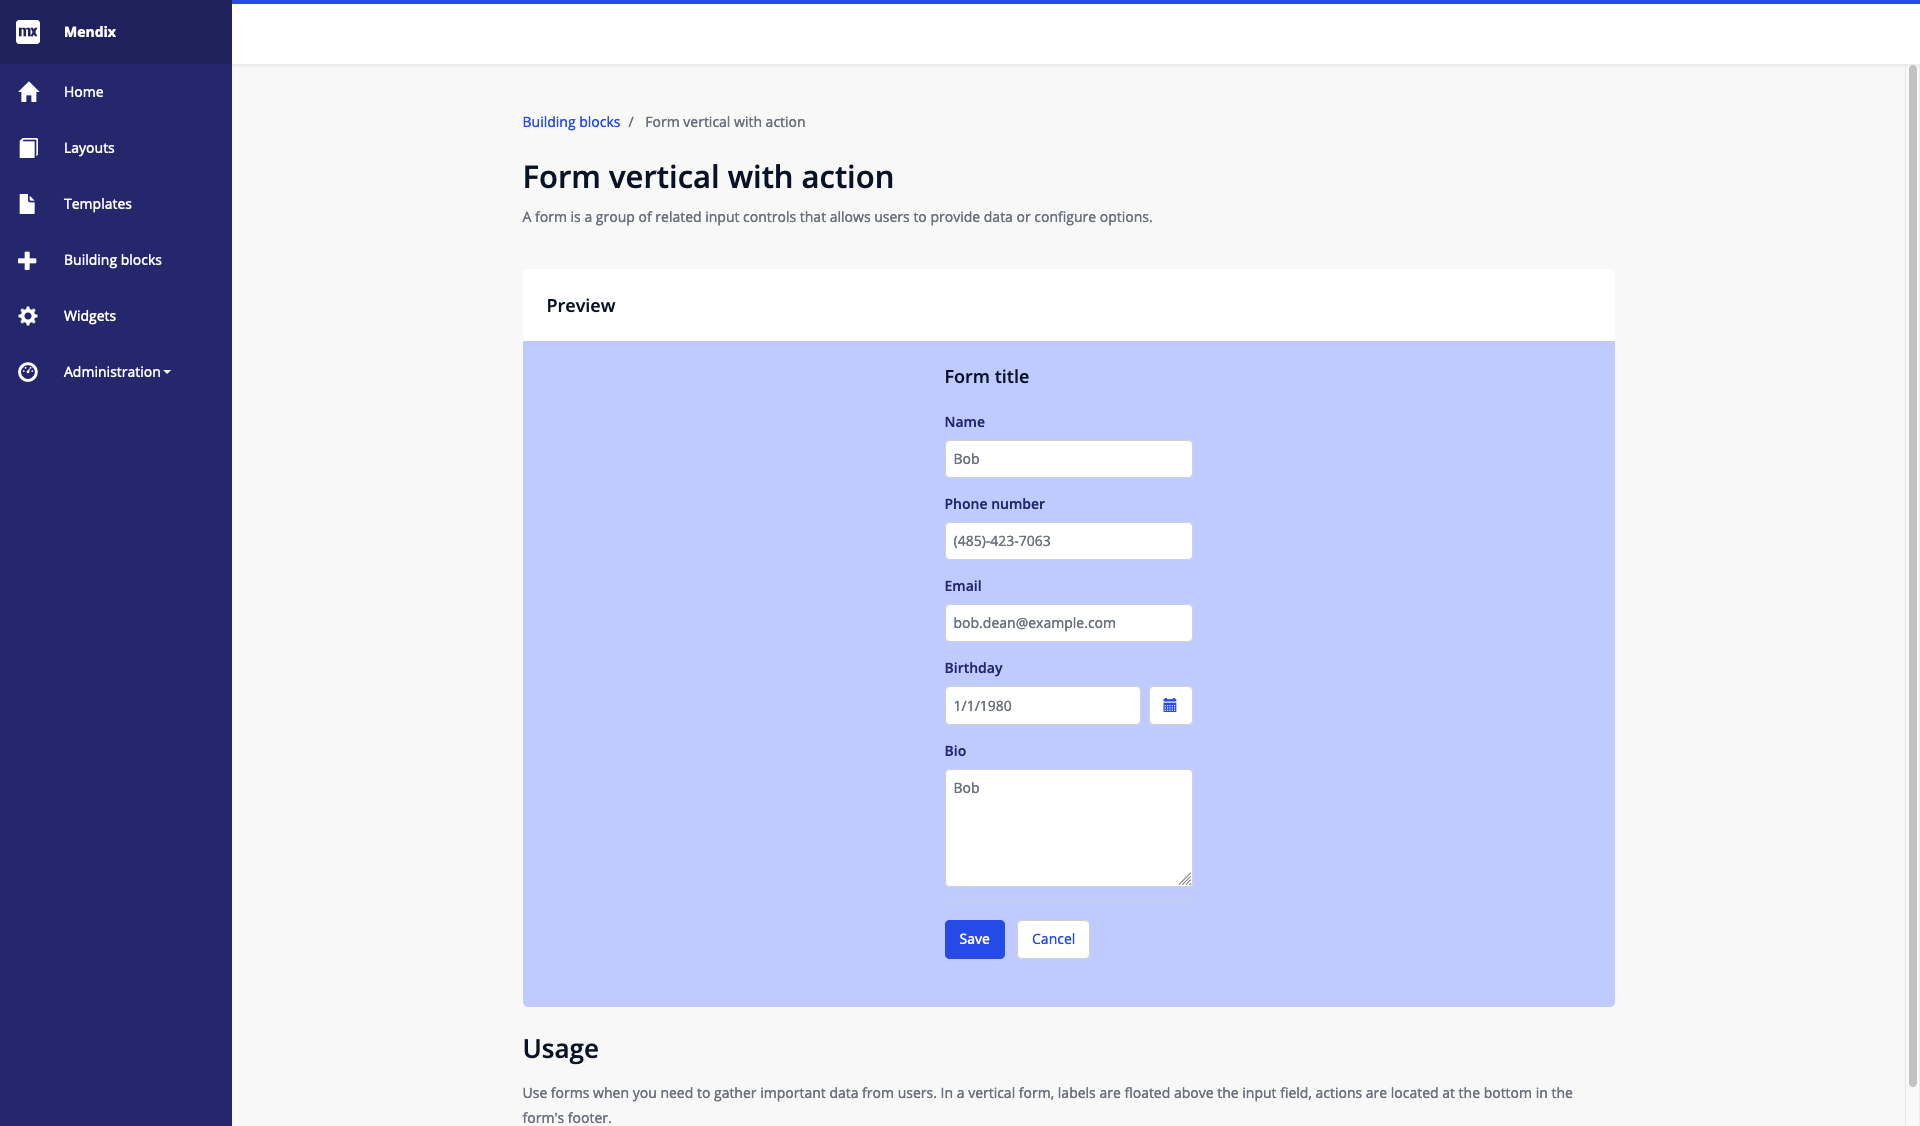 mx Mendix
Home
Layouts
Templates
Building blocks
Widgets
Administration
Building blocks / Form vertical with action
Form vertical with action
A form is a group of related input controls that allows users to provide data or configure options.
Preview
Form title
Name
Bob
Phone number
(485)-423-7063
Email
bob.dean@example.com
Birthday
1/1/1980
Bio
Bob
Save Cancel
Usage
Use forms when you need to gather important data from users. In a vertical form, labels are floated above the input field, actions are located at the bottom in the
form's footer.